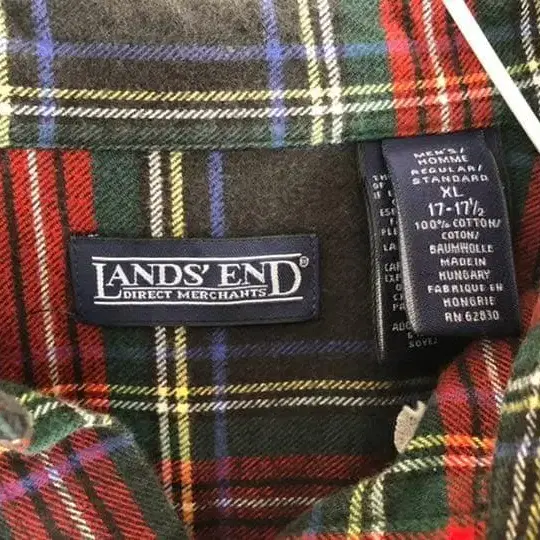 LANDS' END®
DIRECT MERCHANTS
MEN'S/
HOMME
REGULAR/
STANDARD
XL
17-17½
100% COTTON/
COTON/
BAUMWOLLE
MADE IN
HUNGARY
FABRIQUE EN
HONGRIE
RN 62830